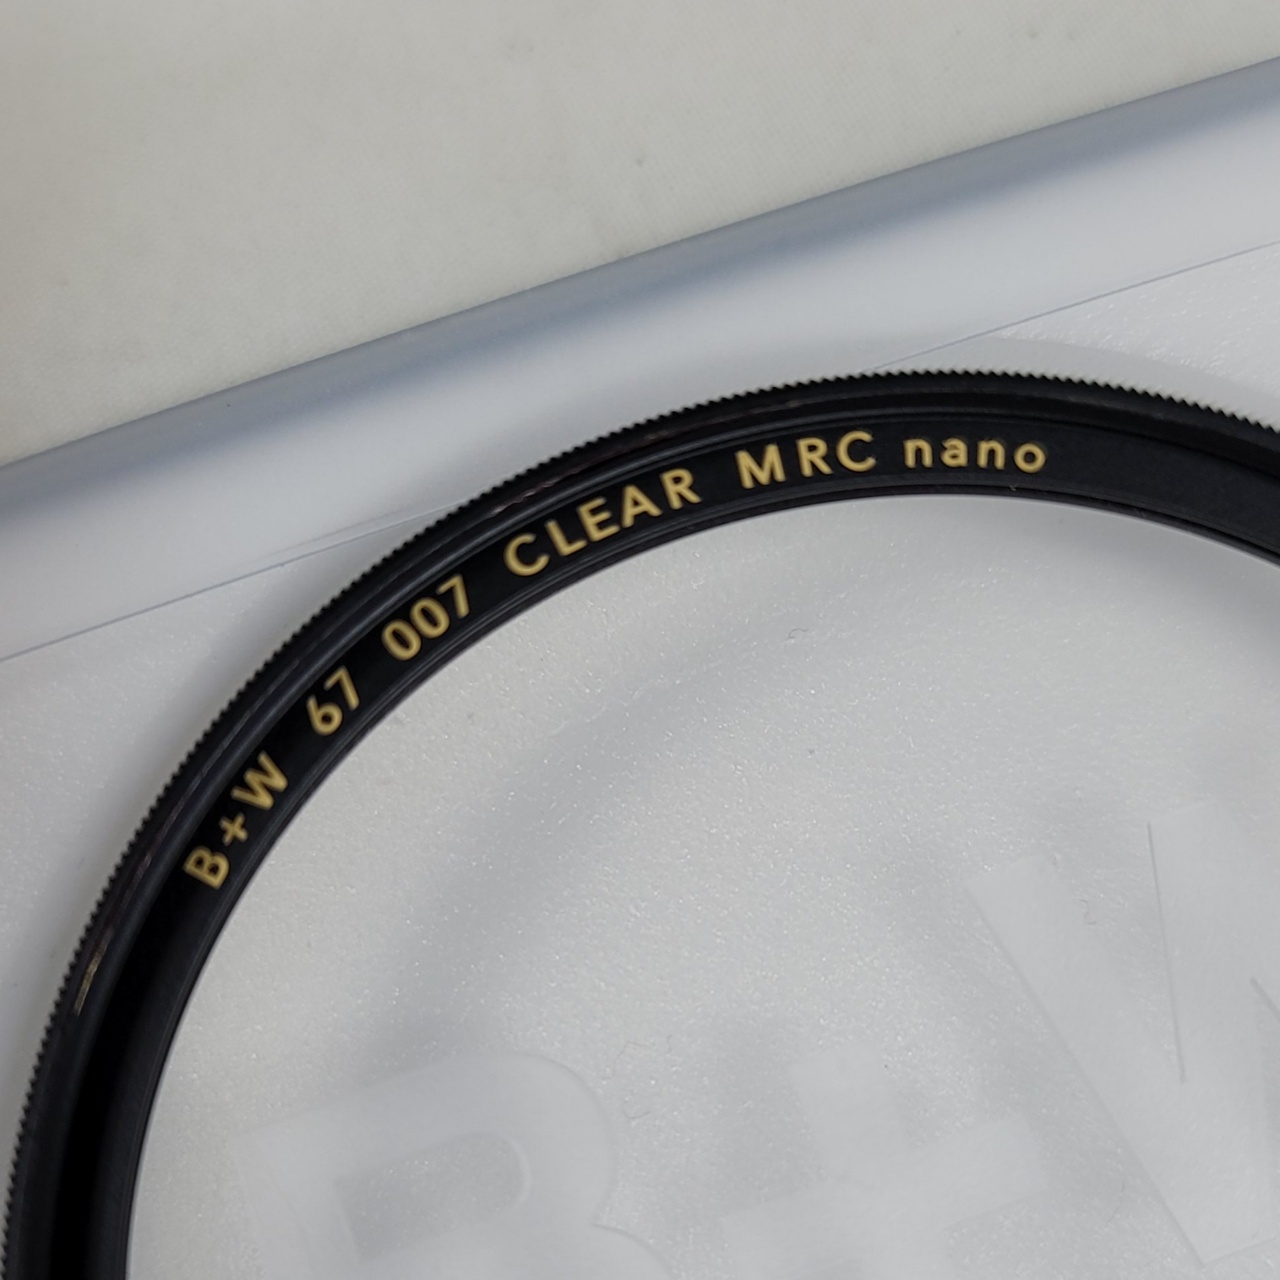 B+W 67 007 CLEAR MRC nano
B+W